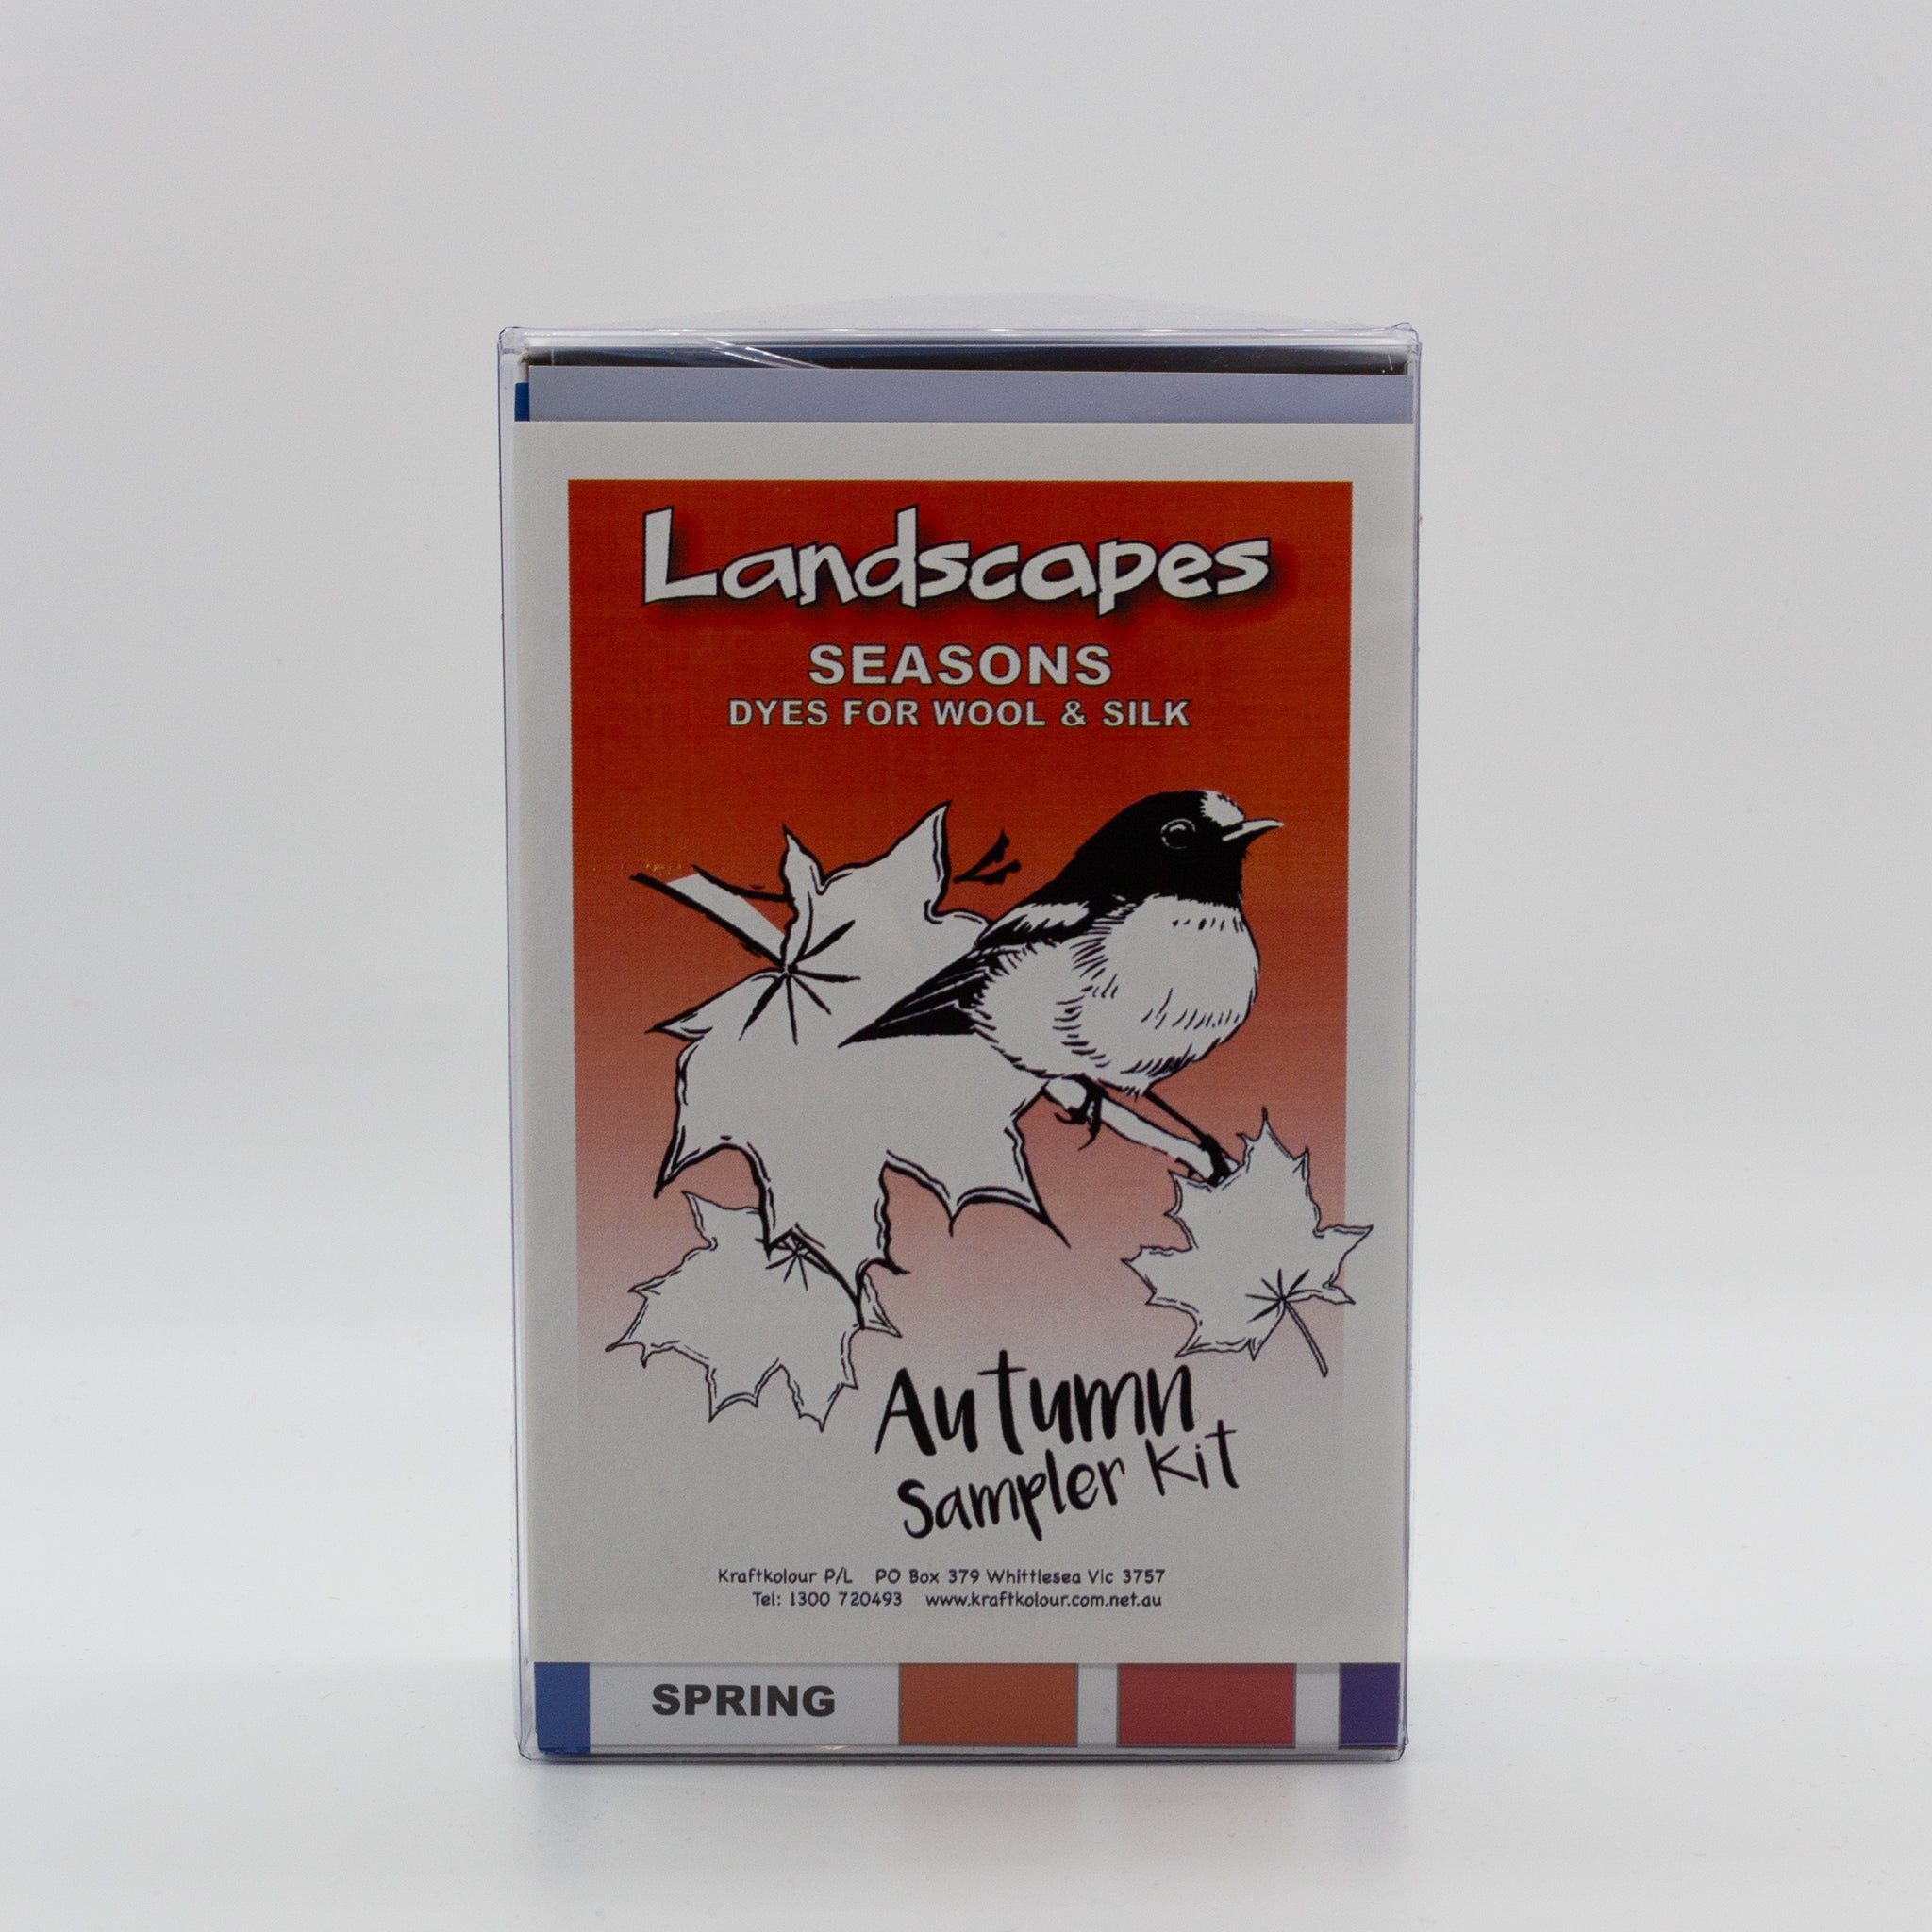 Landscapes
SEASONS
DYES FOR WOOL & SILK
Autumn
Sampler Kit
Kraftkolour P/L PO Box 379 Whittlesea Vic 3757
Tel: 1300 720493 www.kraftkolour.com.net.au
SPRING